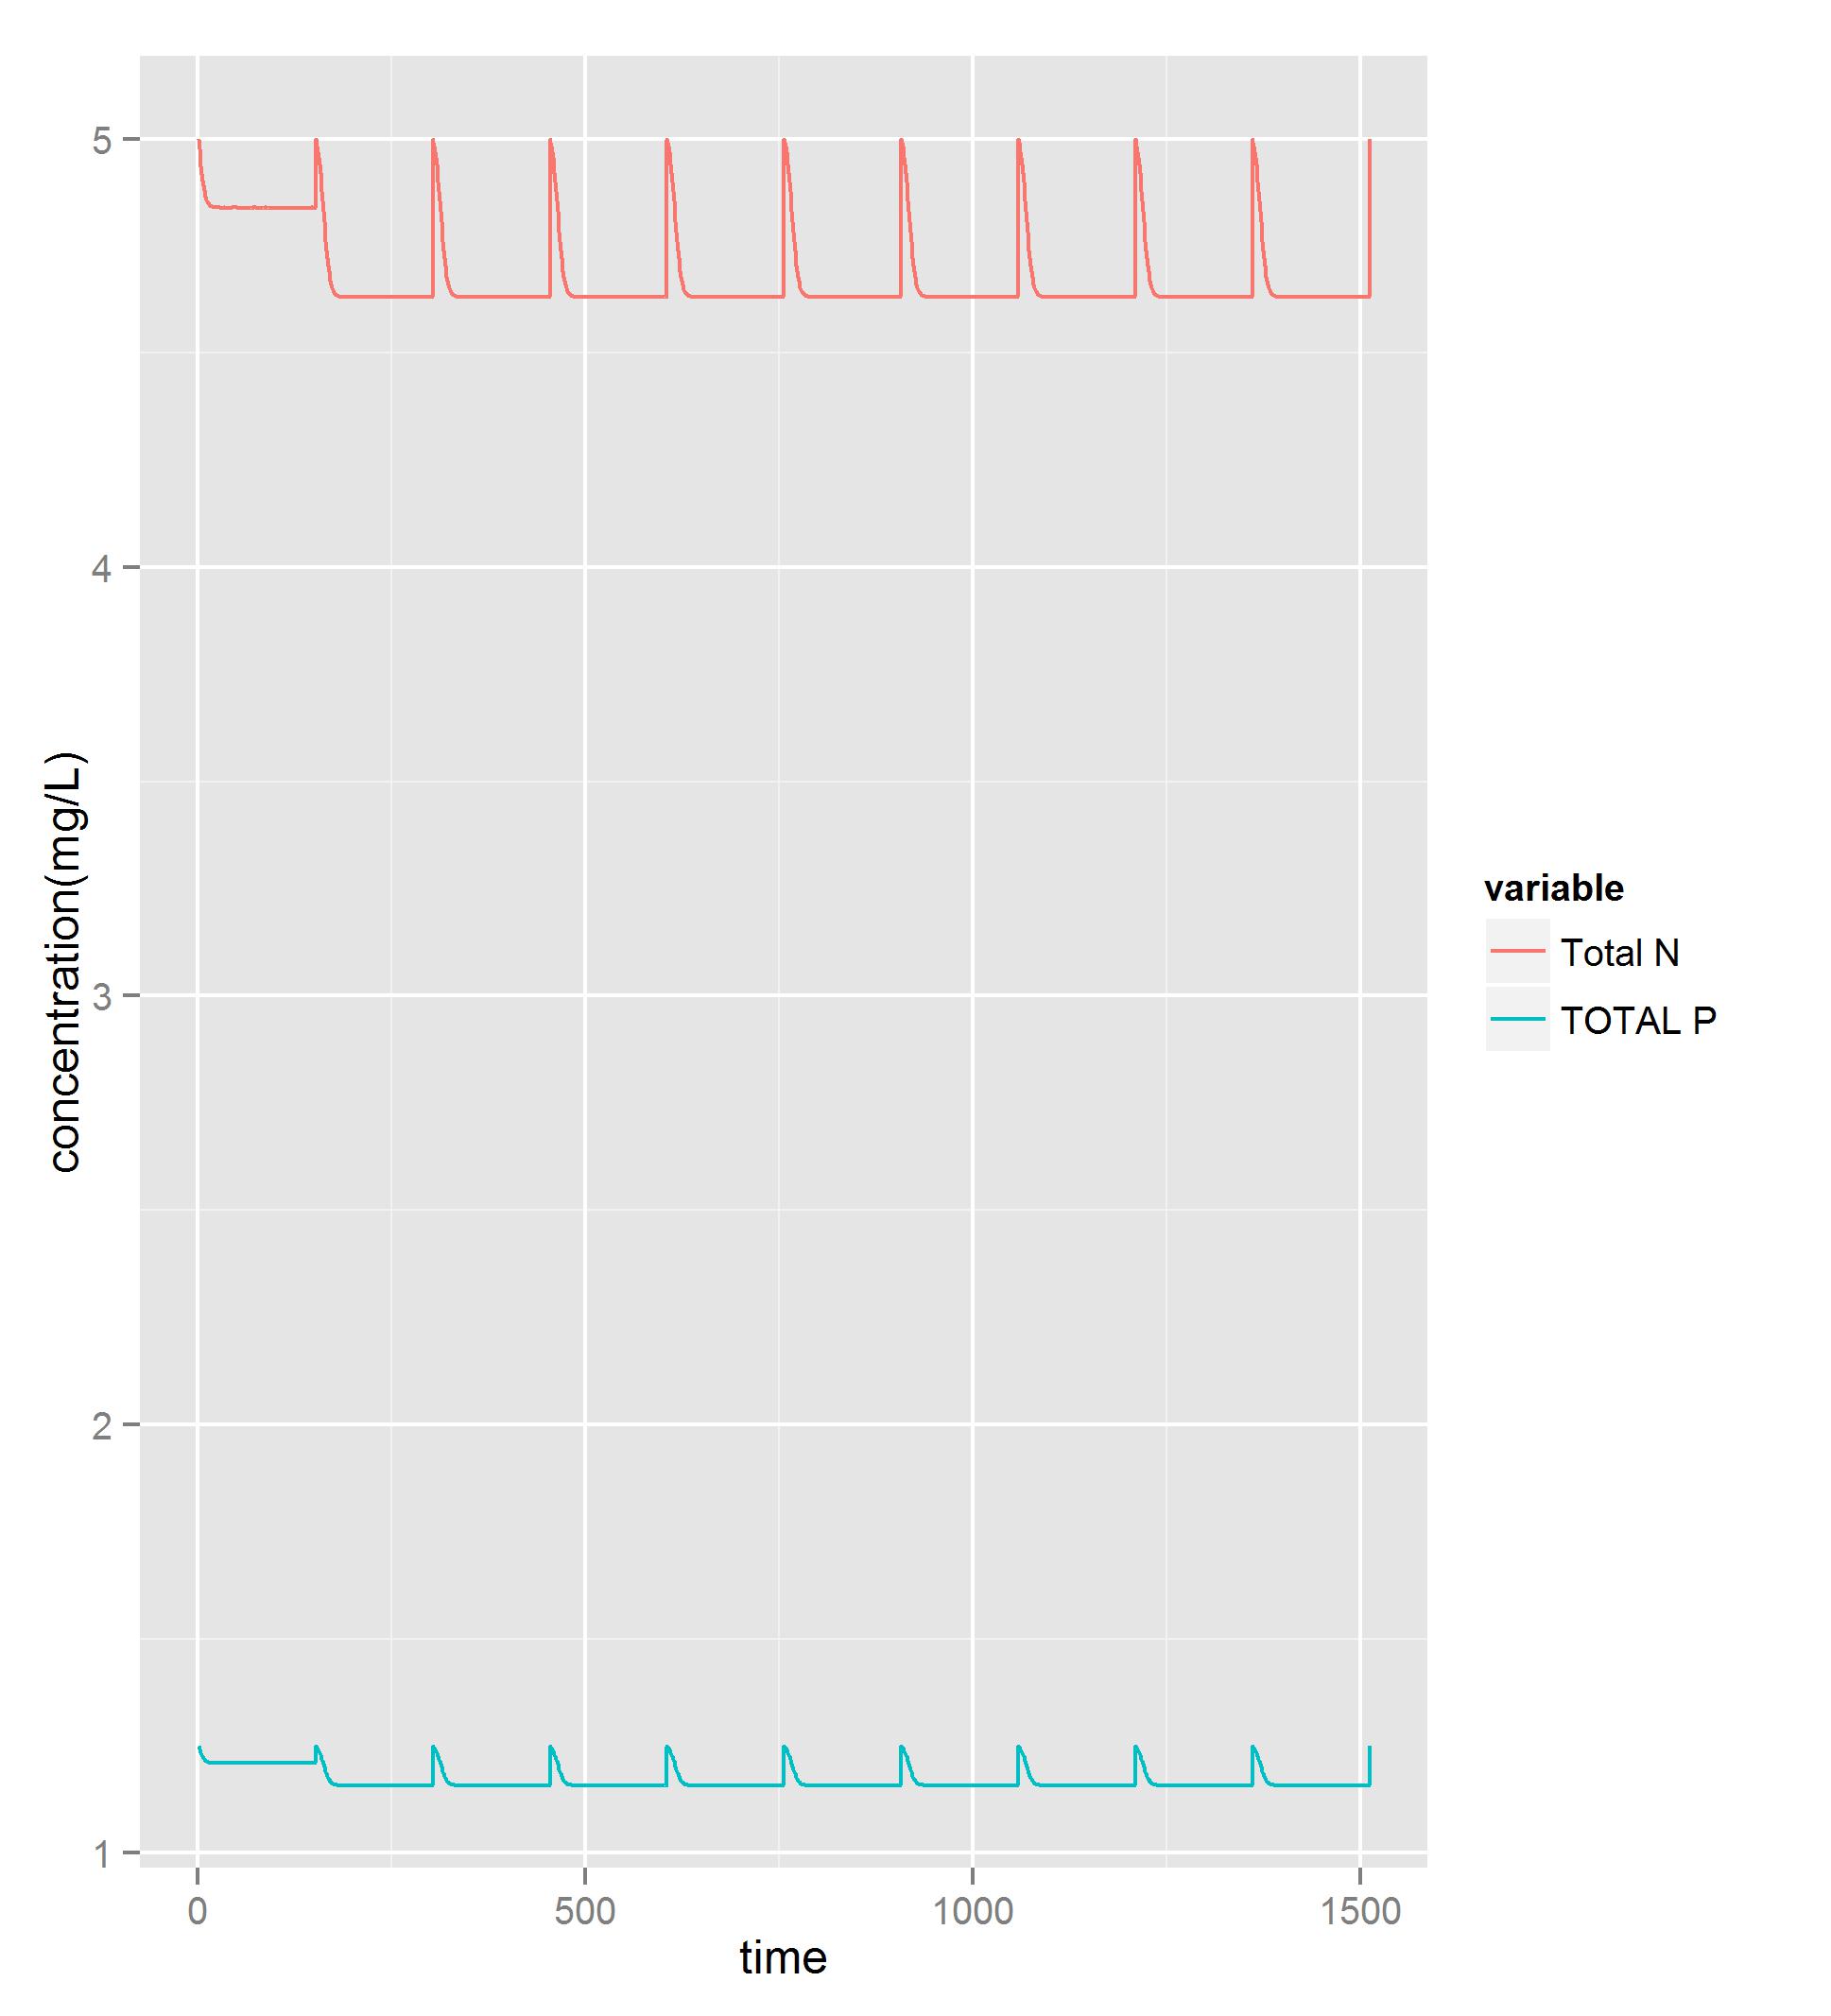 5
4
3
2
1
concentration(mg/L)
0 500 1000 1500
time
variable
Total N
TOTAL P